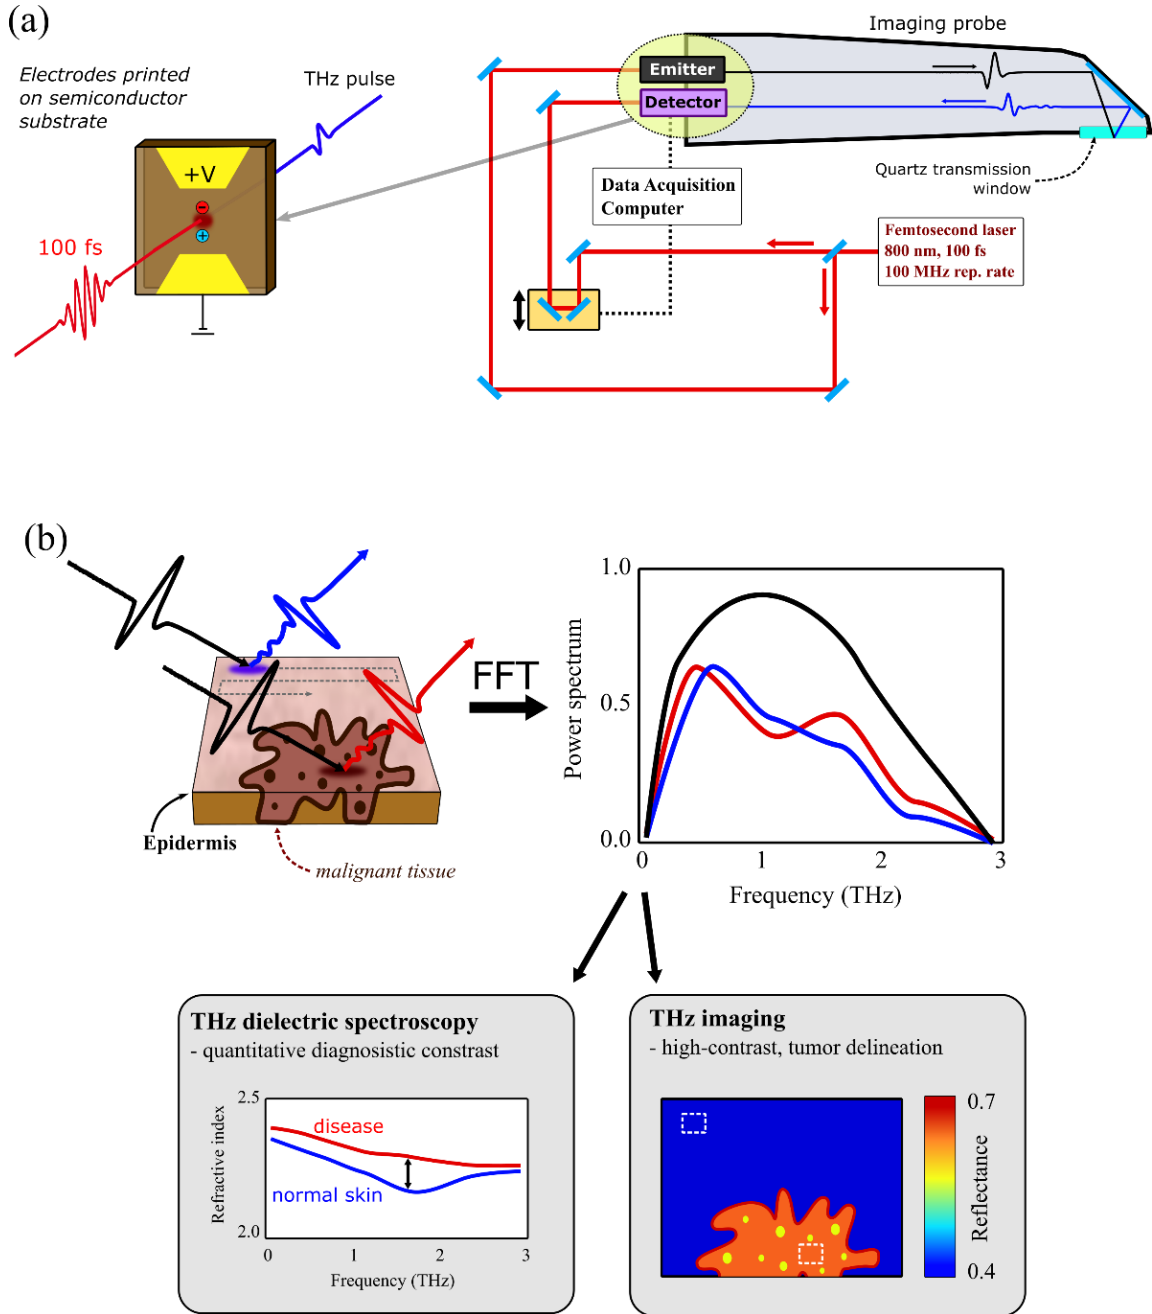 (a)
Electrodes printed
on semiconductor
substrate
THz pulse
+V
100 fs
Imaging probe
Emitter
Detector
Quartz transmission
window
Data Acquisition
Computer
Femtosecond laser
800 nm, 100 fs
100 MHz rep. rate
(b)
Epidermis
malignant tissue
FFT
Power spectrum
1.0
0.5
0.0
0
1
2
3
Frequency (THz)
THz dielectric spectroscopy
- quantitative diagnosistic constrast
Refractive index
2.5
2.0
disease
normal skin
0
1
2
3
Frequency (THz)
THz imaging
- high-contrast, tumor delineation
0.7
Reflectance
0.4